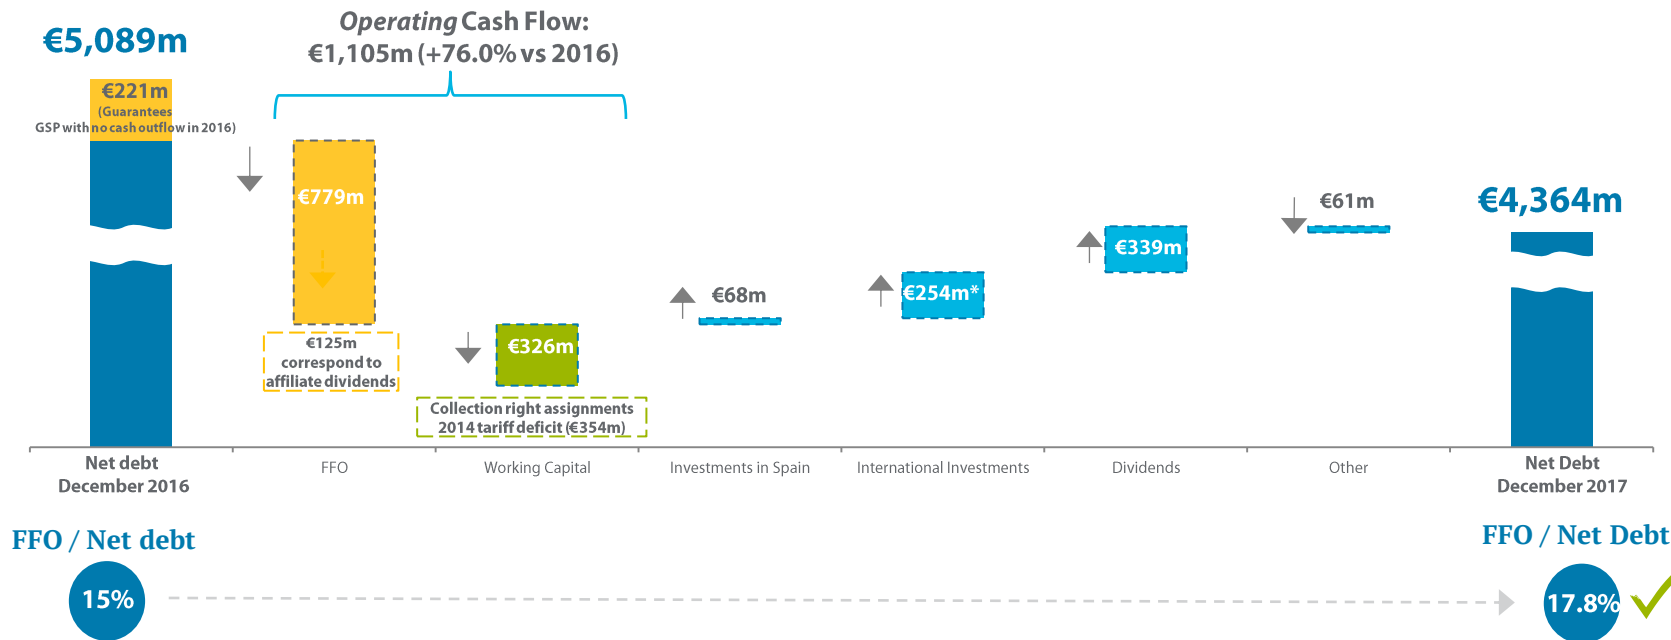 Operating Cash Flow:
€1,105m (+76.0% vs 2016)
€5,089m
€221m
(Guarantees
GSP with no cash outflow in 2016)
€779m
€125m
correspond to
affiliate dividends
€326m
Collection right assignments
2014 tariff deficit (€354m)
€68m
€254m*
€339m
€61m
€4,364m
Net debt
December 2016
FFO
Working Capital
Investments in Spain
International Investments
Dividends
Other
Net Debt
December 2017
FFO / Net debt
15%
FFO / Net Debt
17.8%